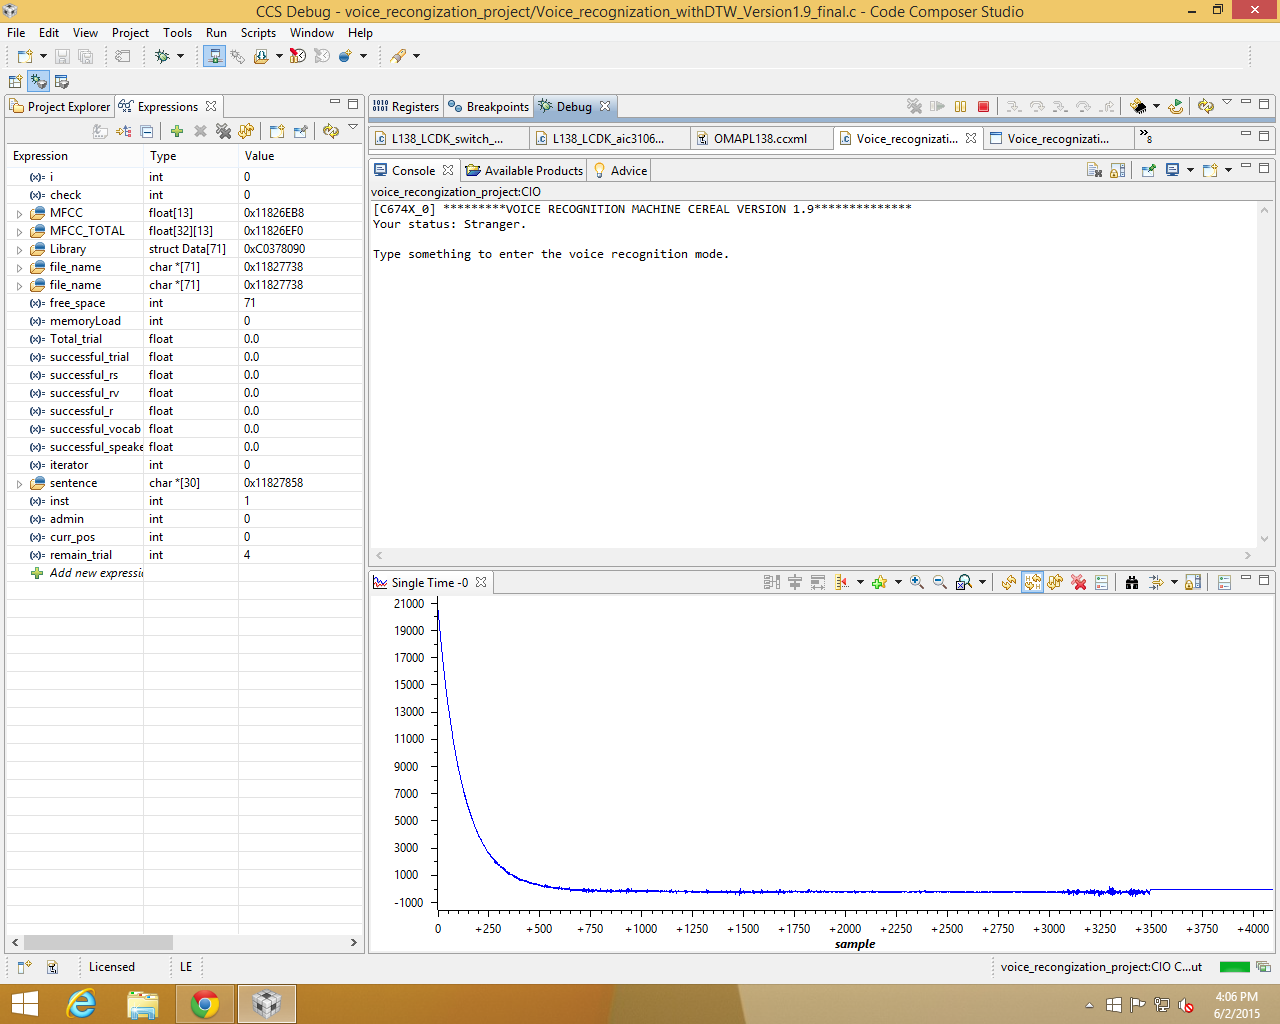 CCS Debug - voice_recongization_project/Voice_recognization_withDTW_Version1.9_final.c - Code Composer Studio
File Edit View Project Tools Run Scripts Window Help
Project Explorer Expressions
Expression Type Value
(x)= i int 0
(x)= check int 0
MFCC float[13] 0x11826EB8
MFCC_TOTAL float[32][13] 0x11826EF0
Library struct Data[71] 0xC0378090
file_name char *[71] 0x11827738
file_name char *[71] 0x11827738
(x)= free_space int 71
(x)= memoryLoad int 0
(x)= Total_trial float 0.0
(x)= successful_trial float 0.0
(x)= successful_rs float 0.0
(x)= successful_rv float 0.0
(x)= successful_r float 0.0
(x)= successful_vocab float 0.0
(x)= successful_speake float 0.0
(x)= iterator int 0
sentence char *[30] 0x11827858
(x)= inst int 1
(x)= admin int 0
(x)= curr_pos int 0
(x)= remain_trial int 4
Add new expressi
Registers Breakpoints Debug
L138_LCDK_switch_... L138_LCDK_aic3106... OMAPL138.ccxml Voice_recognizati... Voice_recognizati... »8
Console Available Products Advice
voice_recongization_project:CIO
[C674X_0] *********VOICE RECOGNITION MACHINE CEREAL VERSION 1.9**************
Your status: Stranger.
Type something to enter the voice recognition mode.
Single Time -0
21000
19000
17000
15000
13000
11000
9000
7000
5000
3000
1000
-1000
0 +250 +500 +750 +1000 +1250 +1500 +1750 +2000 +2250 +2500 +2750 +3000 +3250 +3500 +3750 +4000
sample
Licensed LE voice_recongization_project:CIO C...ut
4:06 PM
6/2/2015